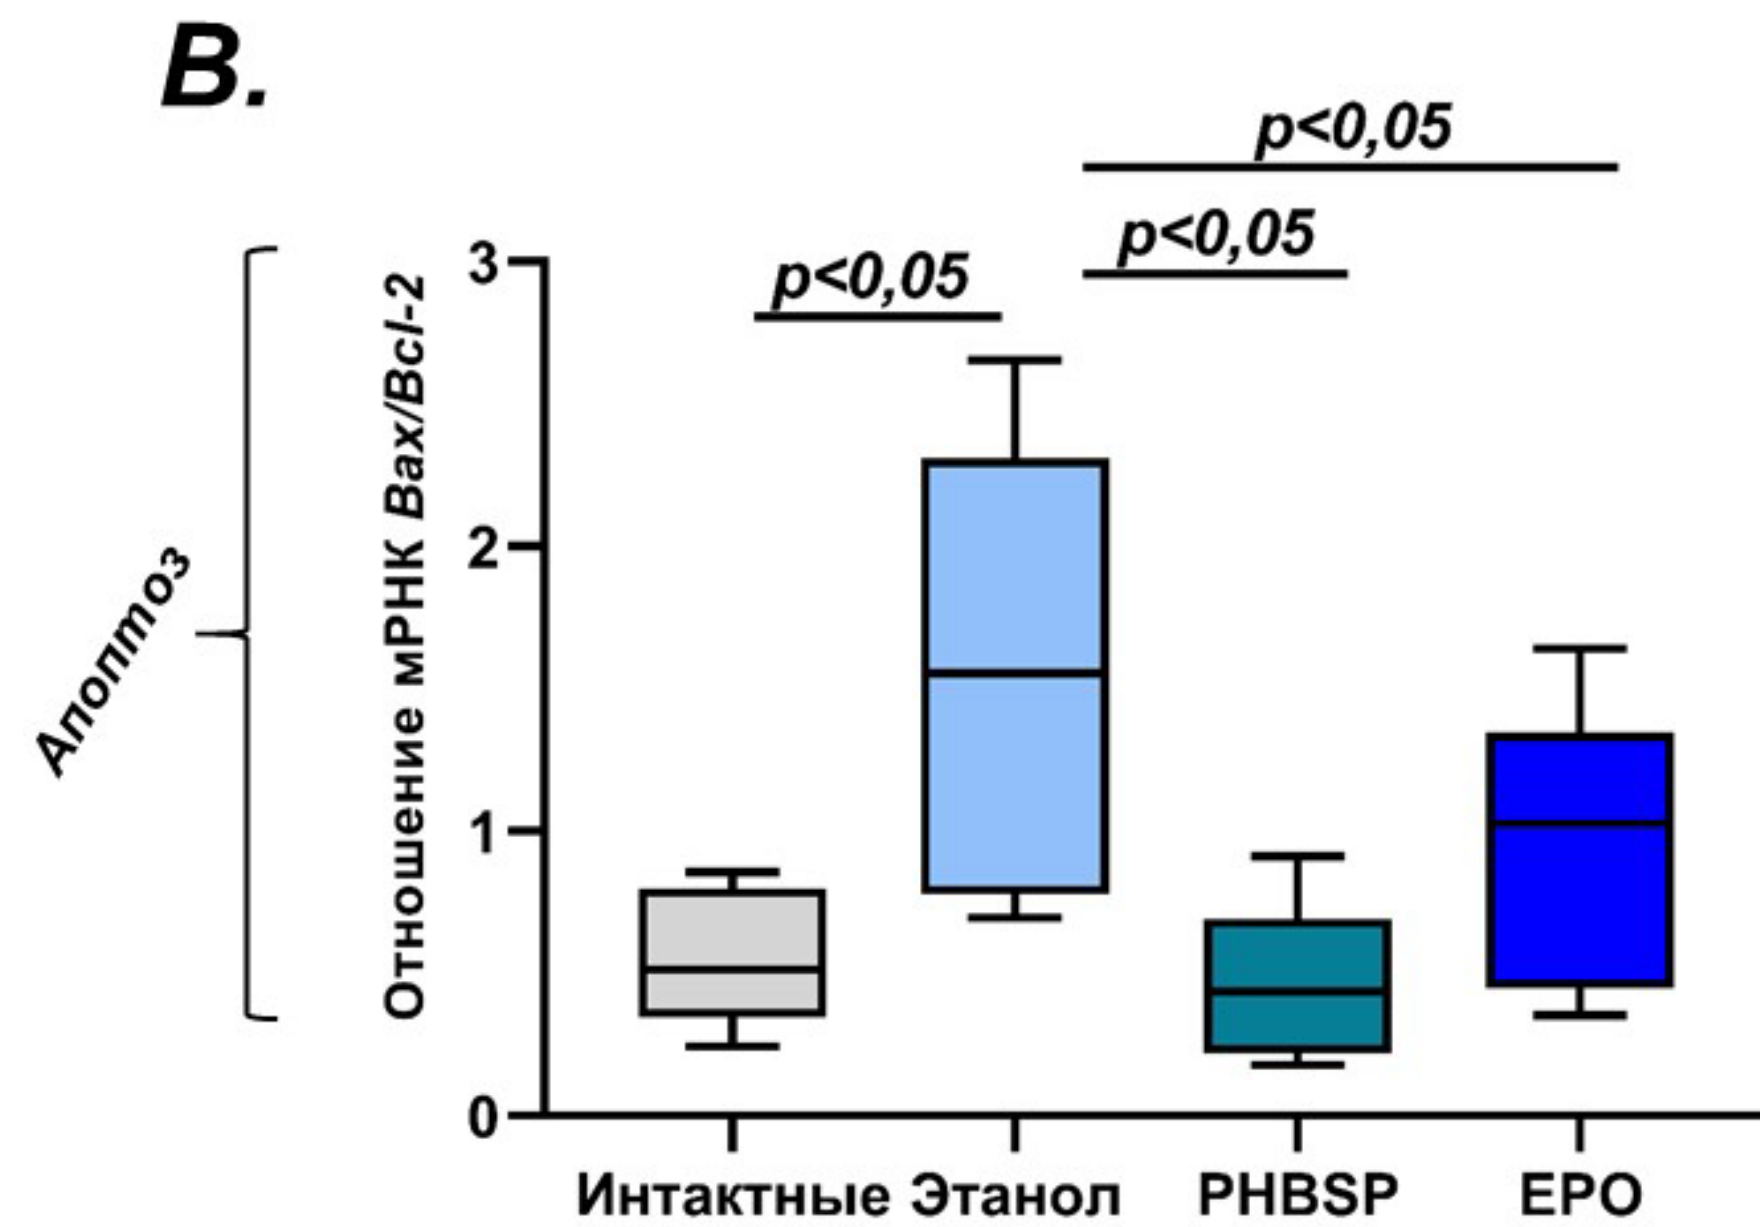 B.
p<0,05
p<0,05
p<0,05
Апоптоз
Отношение мРНК Bax/Bcl-2
3
2
1
0
Интактные Этанол PHBSP EPO